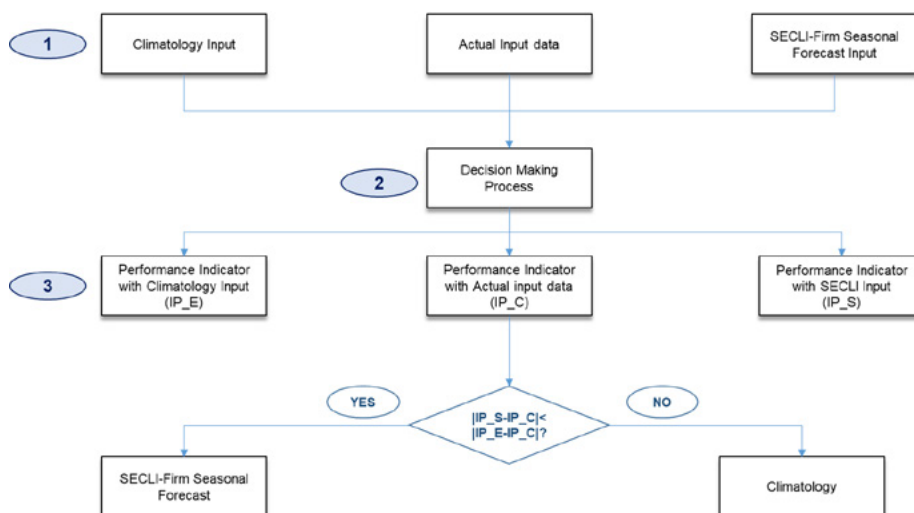 1
Climatology Input
Actual Input data
SECLI-Firm Seasonal
Forecast Input
2
Decision Making
Process
3
Performance Indicator
with Climatology Input
(IP_E)
Performance Indicator
with Actual input data
(IP_C)
Performance Indicator
with SECLI Input
(IP_S)
YES
|IP_S-IP_C|<
|IP_E-IP_C|?
NO
SECLI-Firm Seasonal
Forecast
Climatology